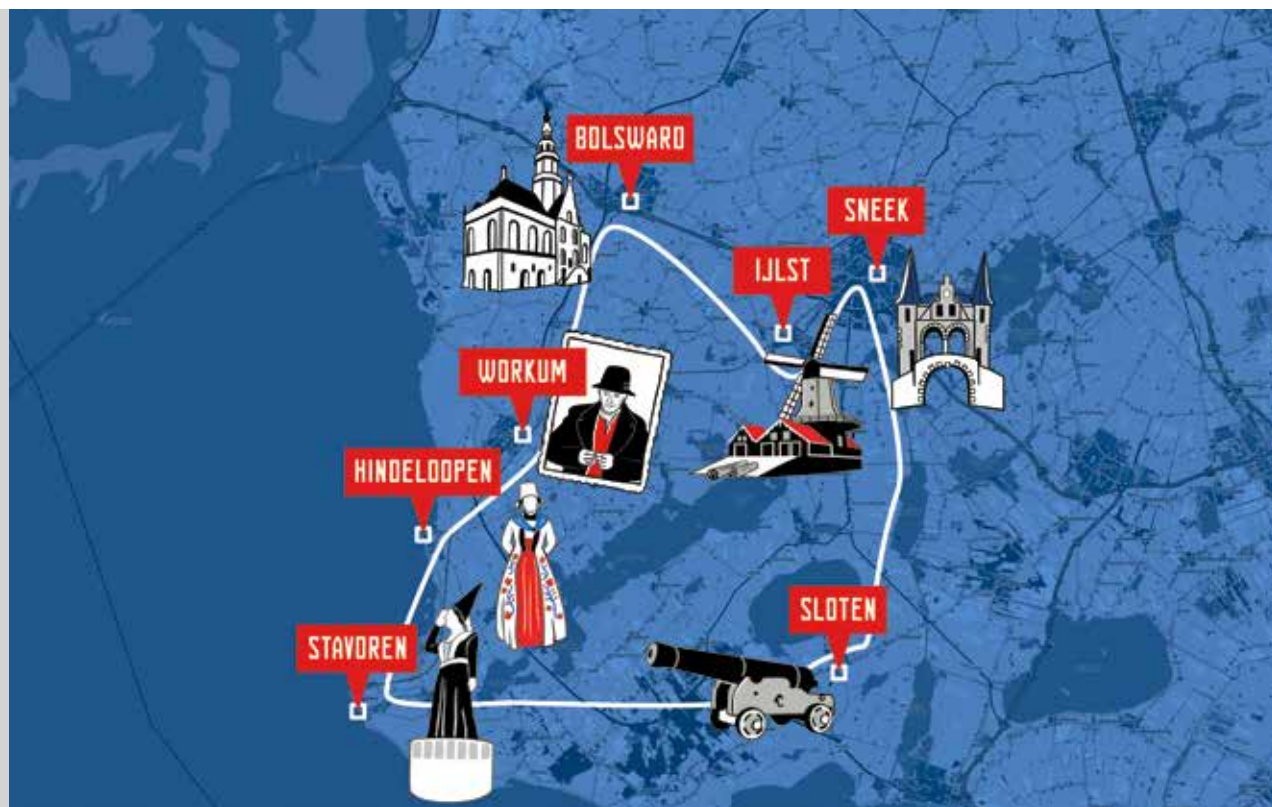 BOLSWARD
SNEEK
IJLST
WORKUM
HINDELOOPEN
SLOTEN
STAVOREN